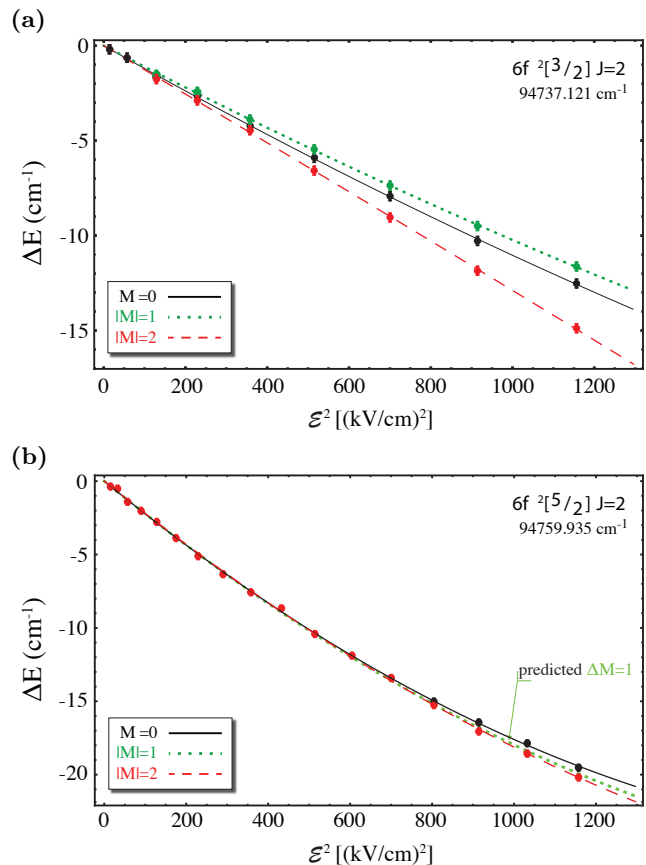 (a)
0
-5
-10
-15
ΔE (cm⁻¹)
6f ²[³/₂] J=2
94737.121 cm⁻¹
M=0
|M|=1
|M|=2
0 200 400 600 800 1000 1200
ℰ² [(kV/cm)²]
(b)
0
-5
-10
-15
-20
ΔE (cm⁻¹)
6f ²[⁵/₂] J=2
94759.935 cm⁻¹
predicted ΔM=1
M=0
|M|=1
|M|=2
0 200 400 600 800 1000 1200
ℰ² [(kV/cm)²]